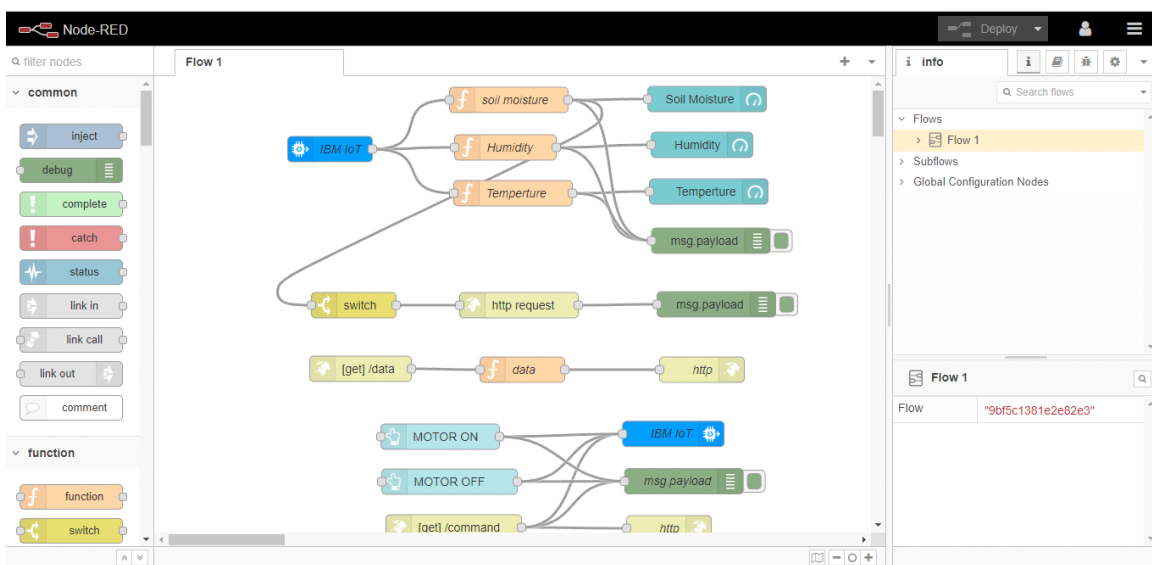 Node-RED
Deploy
filter nodes
common
inject
debug
complete
catch
status
link in
link call
link out
comment
function
function
switch
Flow 1
IBM IoT
soil moisture
Soil Moisture
Humidity
Humidity
Temperture
Temperture
msg.payload
switch
http request
msg.payload
[get] /data
data
http
MOTOR ON
IBM IoT
MOTOR OFF
msg.payload
[get] /command
http
i info
i
Search flows
Flows
Flow 1
Subflows
Global Configuration Nodes
Flow 1
Flow "9bf5c1381e2e82e3"